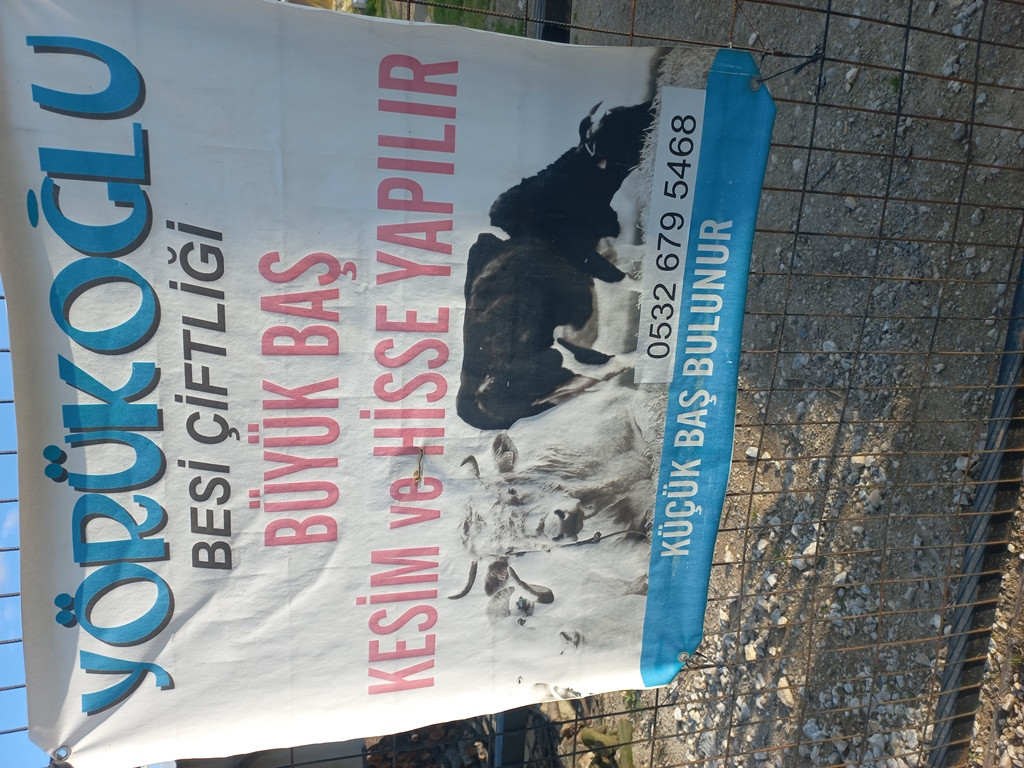 YÖRÜKOĞLU
BESİ ÇİFTLİĞİ
BÜYÜK BAŞ
KESİM ve HİSSE YAPILIR
0532 679 5468
KÜÇÜK BAŞ BULUNUR